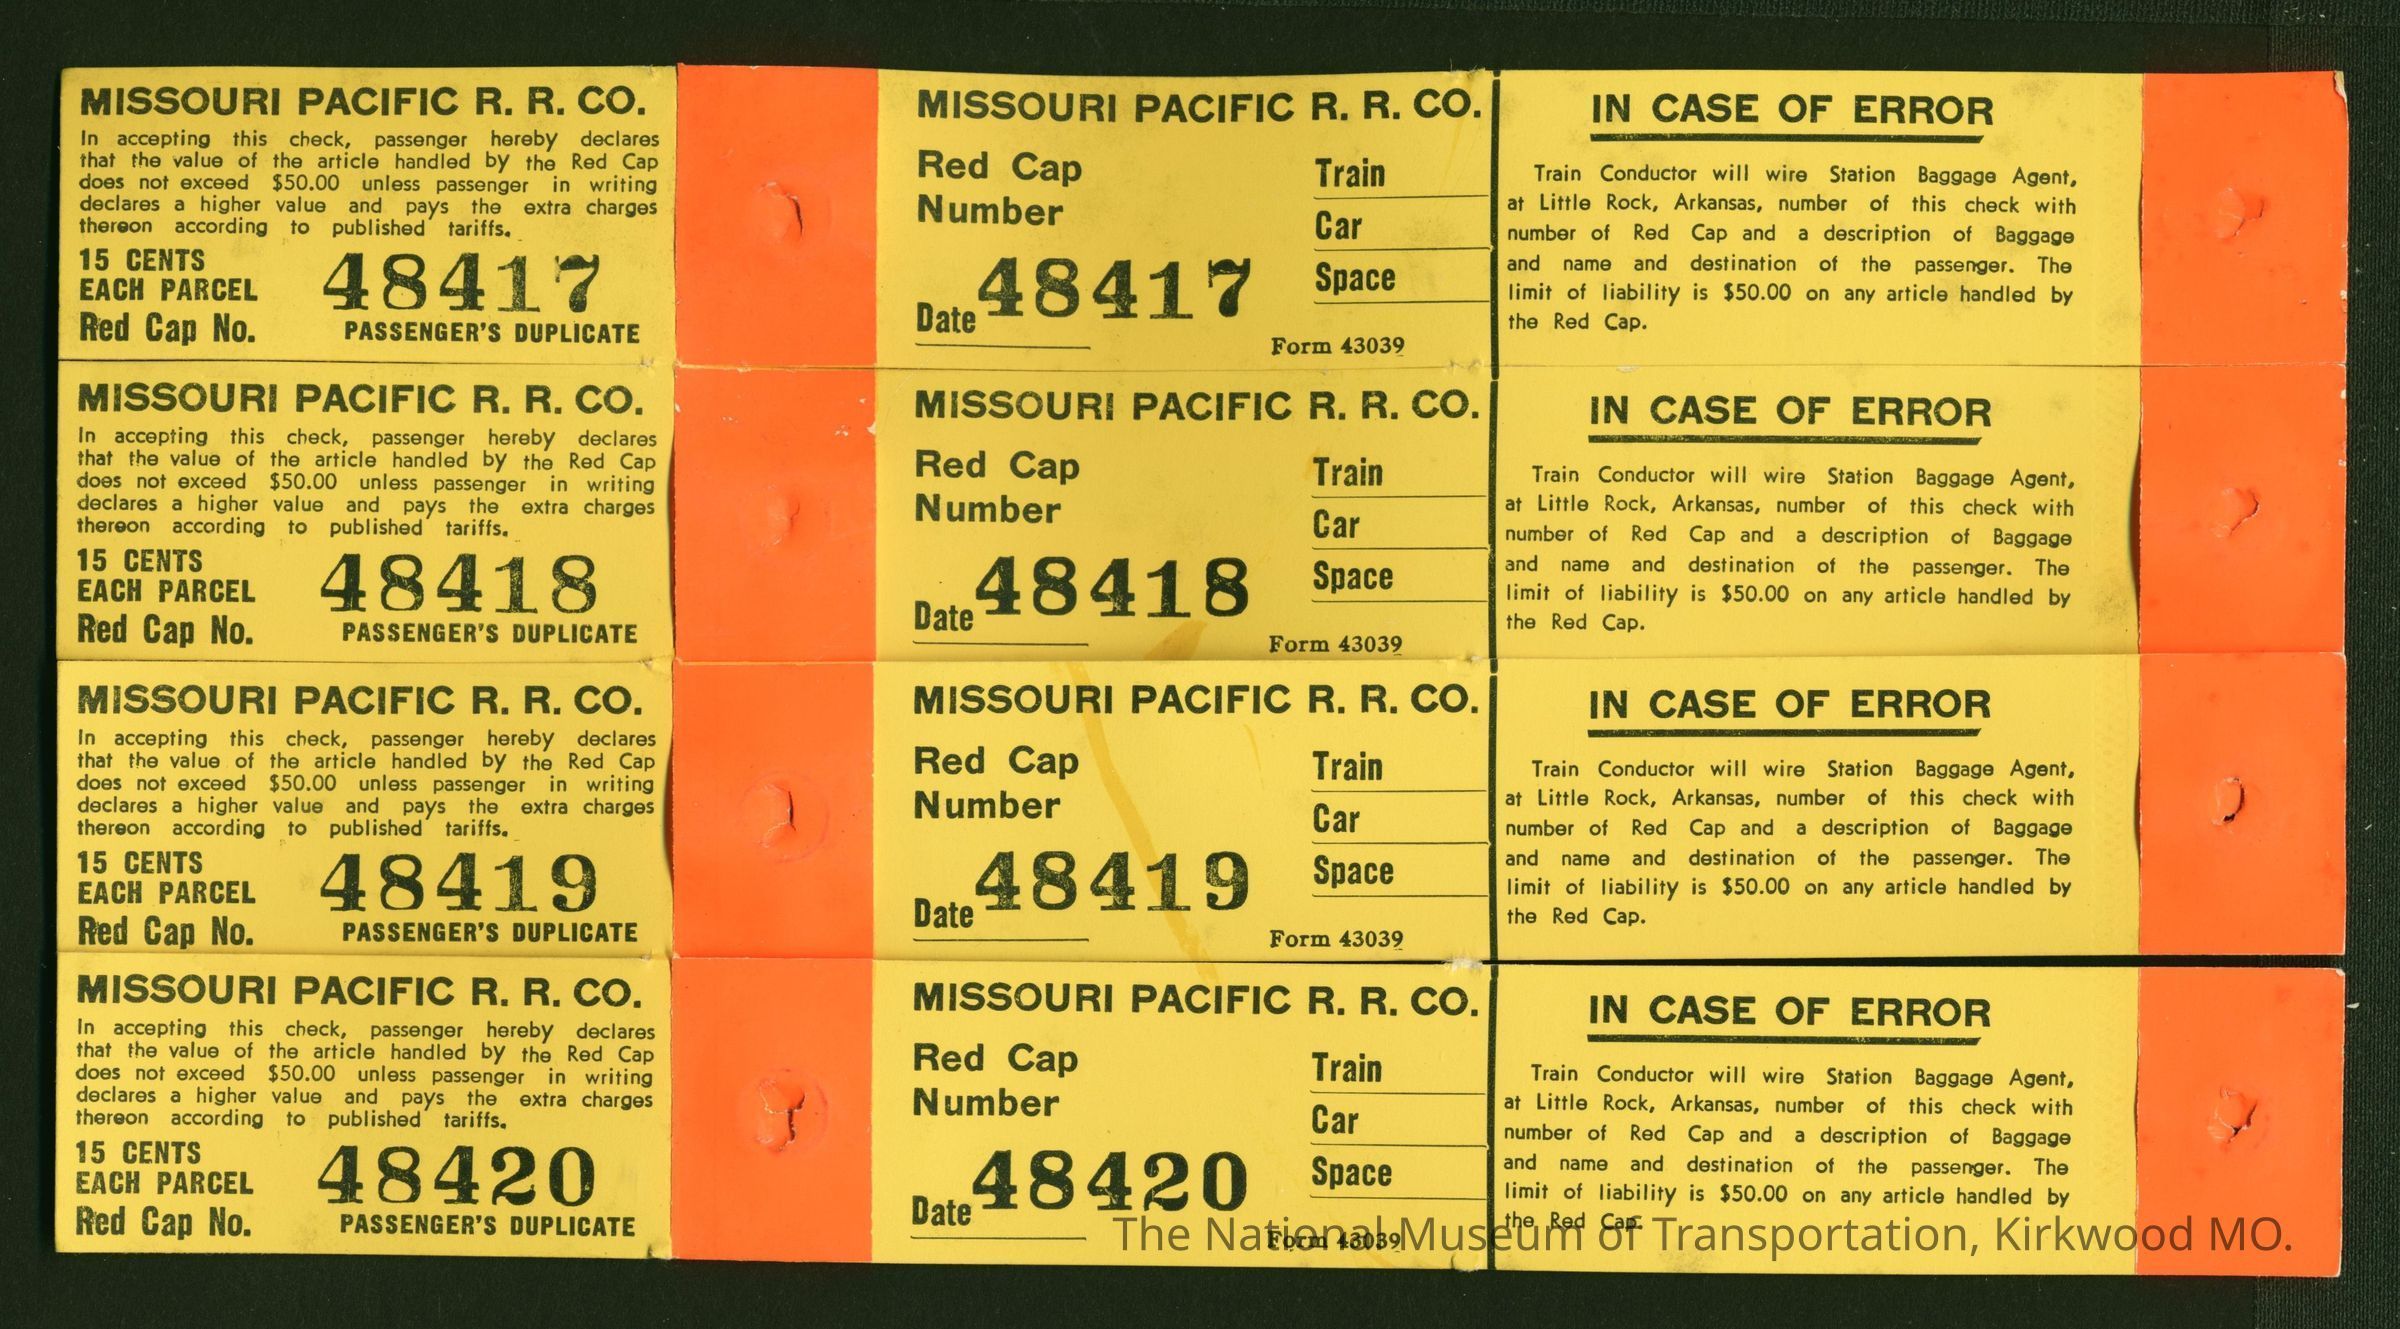 MISSOURI PACIFIC R. R. CO.
In accepting this check, passenger hereby declares
that the value of the article handled by the Red Cap
does not exceed $50.00 unless passenger in writing
declares a higher value and pays the extra charges
thereon according to published tariffs.
15 CENTS
EACH PARCEL
48417
Red Cap No.
PASSENGER'S DUPLICATE
MISSOURI PACIFIC R. R. CO.
Red Cap
Number
Train
Car
Space
48417
Date
Form 43039
IN CASE OF ERROR
Train Conductor will wire Station Baggage Agent,
at Little Rock, Arkansas, number of this check with
number of Red Cap and a description of Baggage
and name and destination of the passenger. The
limit of liability is $50.00 on any article handled by
the Red Cap.
MISSOURI PACIFIC R. R. CO.
In accepting this check, passenger hereby declares
that the value of the article handled by the Red Cap
does not exceed $50.00 unless passenger in writing
declares a higher value and pays the extra charges
thereon according to published tariffs.
15 CENTS
EACH PARCEL
48418
Red Cap No.
PASSENGER'S DUPLICATE
MISSOURI PACIFIC R. R. CO.
Red Cap
Number
Train
Car
Space
48418
Date
Form 43039
IN CASE OF ERROR
Train Conductor will wire Station Baggage Agent,
at Little Rock, Arkansas, number of this check with
number of Red Cap and a description of Baggage
and name and destination of the passenger. The
limit of liability is $50.00 on any article handled by
the Red Cap.
MISSOURI PACIFIC R. R. CO.
In accepting this check, passenger hereby declares
that the value of the article handled by the Red Cap
does not exceed $50.00 unless passenger in writing
declares a higher value and pays the extra charges
thereon according to published tariffs.
15 CENTS
EACH PARCEL
48419
Red Cap No.
PASSENGER'S DUPLICATE
MISSOURI PACIFIC R. R. CO.
Red Cap
Number
Train
Car
Space
48419
Date
Form 43039
IN CASE OF ERROR
Train Conductor will wire Station Baggage Agent,
at Little Rock, Arkansas, number of this check with
number of Red Cap and a description of Baggage
and name and destination of the passenger. The
limit of liability is $50.00 on any article handled by
the Red Cap.
MISSOURI PACIFIC R. R. CO.
In accepting this check, passenger hereby declares
that the value of the article handled by the Red Cap
does not exceed $50.00 unless passenger in writing
declares a higher value and pays the extra charges
thereon according to published tariffs.
15 CENTS
EACH PARCEL
48420
Red Cap No.
PASSENGER'S DUPLICATE
MISSOURI PACIFIC R. R. CO.
Red Cap
Number
Train
Car
Space
48420
Date
Form 43039
IN CASE OF ERROR
Train Conductor will wire Station Baggage Agent,
at Little Rock, Arkansas, number of this check with
number of Red Cap and a description of Baggage
and name and destination of the passenger. The
limit of liability is $50.00 on any article handled by
the Red Cap.
The National Museum of Transportation, Kirkwood MO.